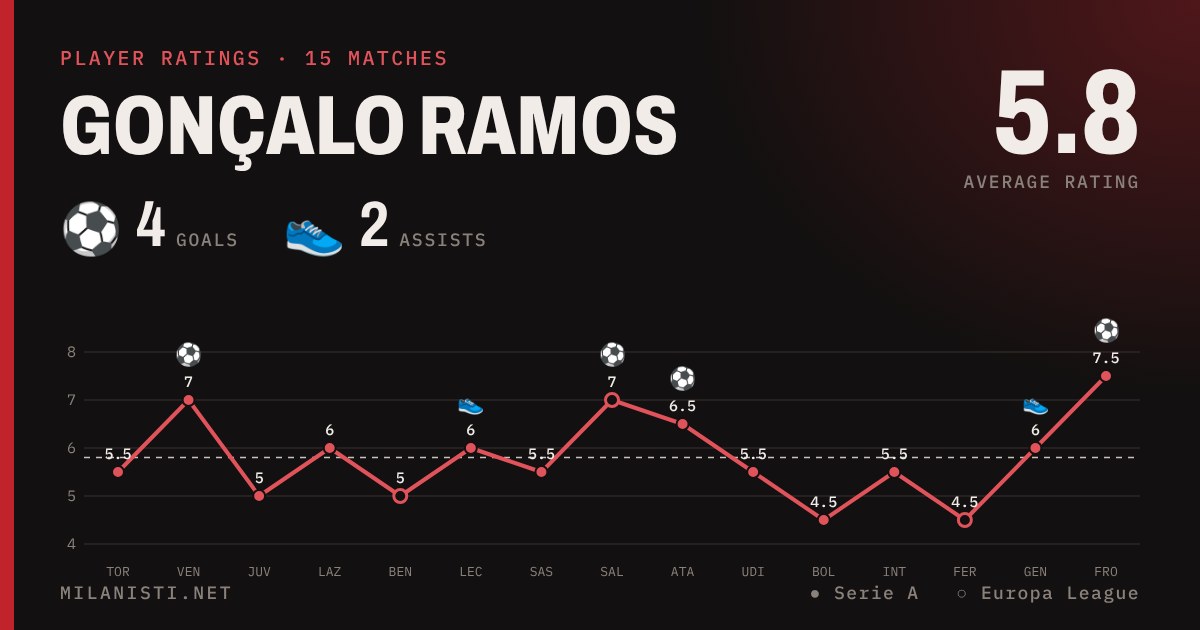 PLAYER RATINGS · 15 MATCHES
GONÇALO RAMOS
5.8
AVERAGE RATING
4 GOALS 2 ASSISTS
8
7
6
5
4
5.5 7 5 6 5 6 5.5 7 6.5 5.5 4.5 5.5 4.5 6 7.5
TOR VEN JUV LAZ BEN LEC SAS SAL ATA UDI BOL INT FER GEN FRO
MILANISTI.NET
Serie A Europa League